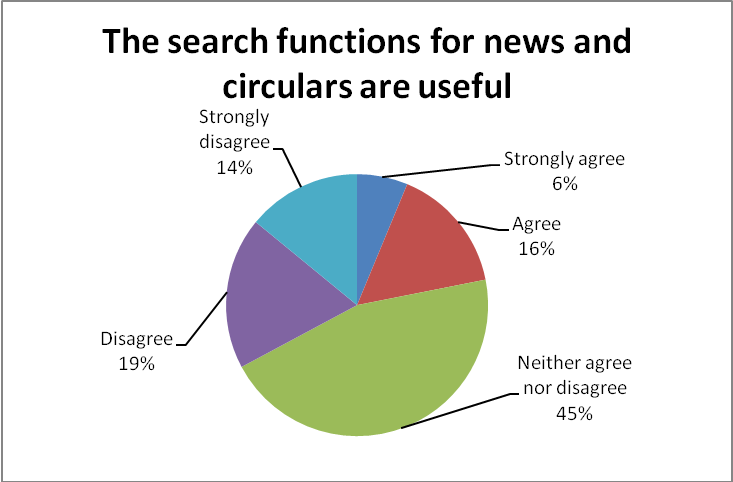 The search functions for news and
circulars are useful
Strongly
disagree
14%
Strongly agree
6%
Agree
16%
Disagree
19%
Neither agree
nor disagree
45%